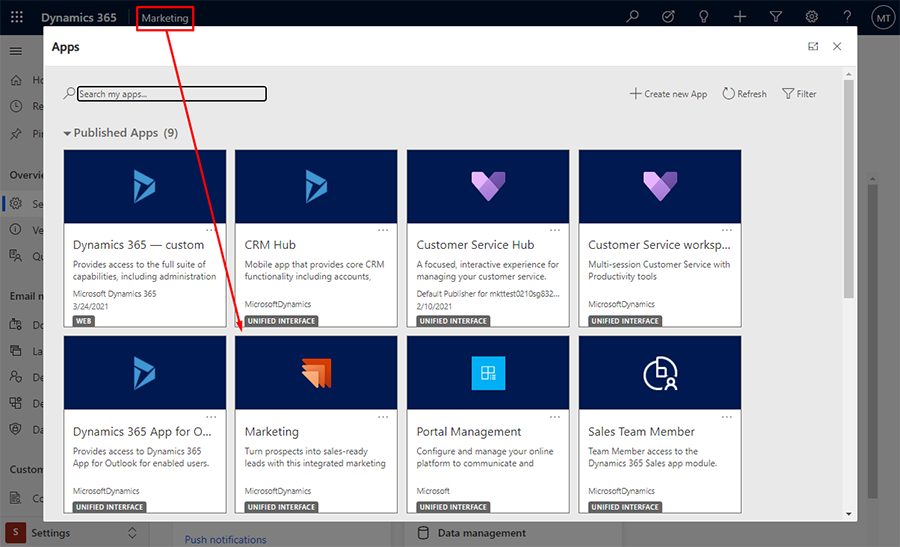 Dynamics 365 Marketing
MT
Apps
Search my apps...
Create new App Refresh Filter
Published Apps (9)
Dynamics 365 — custom
Provides access to the full suite of
capabilities, including administration
Microsoft Dynamics 365
3/24/2021
WEB
CRM Hub
Mobile app that provides core CRM
functionality including accounts,
MicrosoftDynamics
UNIFIED INTERFACE
Customer Service Hub
A focused, interactive experience for
managing your customer service.
Default Publisher for mkttest0210sg832...
2/10/2021
UNIFIED INTERFACE
Customer Service worksp...
Multi-session Customer Service with
Productivity tools
MicrosoftDynamics
UNIFIED INTERFACE
Dynamics 365 App for O...
Provides access to Dynamics 365
App for Outlook for enabled users.
MicrosoftDynamics
UNIFIED INTERFACE
Marketing
Turn prospects into sales-ready
leads with this integrated marketing
MicrosoftDynamics
UNIFIED INTERFACE
Portal Management
Configure and manage your online
platform to communicate and
Microsoft
UNIFIED INTERFACE
Sales Team Member
Team Member access to the
Dynamics 365 Sales app module.
MicrosoftDynamics
UNIFIED INTERFACE
Ho
Re
Pin
Overvie
Se
Ve
Qu
Email m
Do
La
De
De
Da
Custom
Co
S Settings
Push notifications
Data management